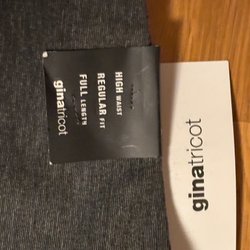 HIGH WAIST
REGULAR FIT
FULL LENGTH
ginatricot
ginatricot